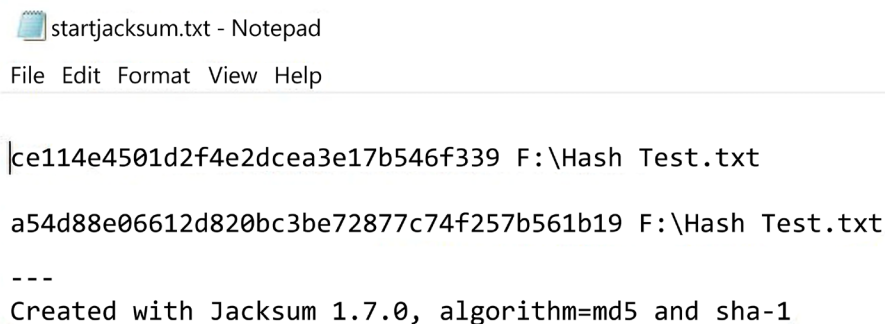 startjacksum.txt - Notepad
File Edit Format View Help
ce114e4501d2f4e2dcea3e17b546f339 F:\Hash Test.txt
a54d88e06612d820bc3be72877c74f257b561b19 F:\Hash Test.txt
---
Created with Jacksum 1.7.0, algorithm=md5 and sha-1